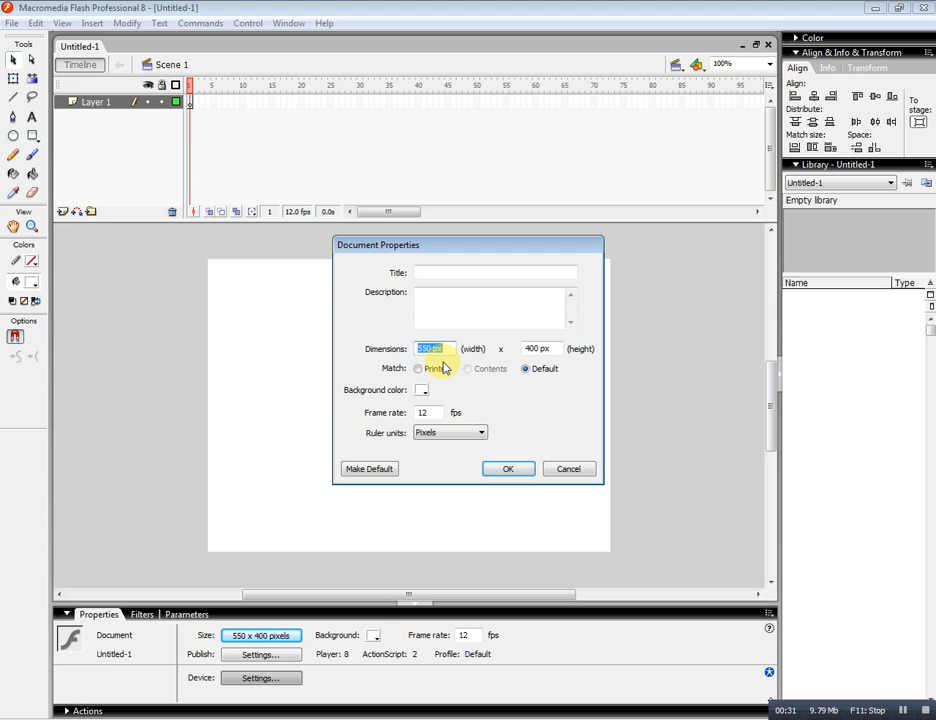 Macromedia Flash Professional 8 - [Untitled-1]
File Edit View Insert Modify Text Commands Control Window Help
Tools
View
Colors
Options
Untitled-1
Timeline
Scene 1
100%
1 5 10 15 20 25 30 35 40 45 50 55 60 65 70 75 80 85 90 95
Layer 1
1 12.0 fps 0.0s
Color
Align & Info & Transform
Align Info Transform
Align:
To stage:
Distribute:
Match size: Space:
Library - Untitled-1
Untitled-1
Empty library
Name Type
Document Properties
Title:
Description:
Dimensions: 550 px (width) x 400 px (height)
Match: Printer Contents Default
Background color:
Frame rate: 12 fps
Ruler units: Pixels
Make Default OK Cancel
Properties Filters Parameters
Document Size: 550 x 400 pixels Background: Frame rate: 12 fps
Untitled-1 Publish: Settings... Player: 8 ActionScript: 2 Profile: Default
Device: Settings...
Actions
00:31 9.79 Mb F11: Stop